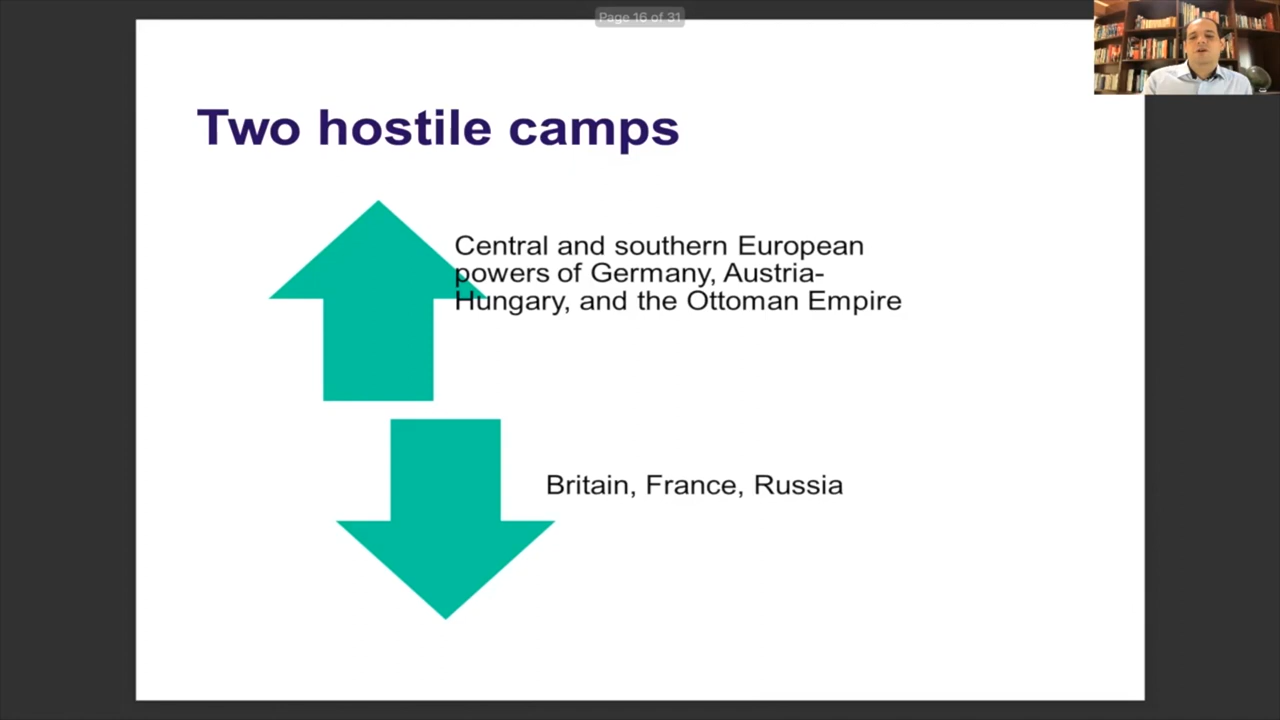 Page 16 of 31
Two hostile camps
Central and southern European
powers of Germany, Austria-
Hungary, and the Ottoman Empire
Britain, France, Russia